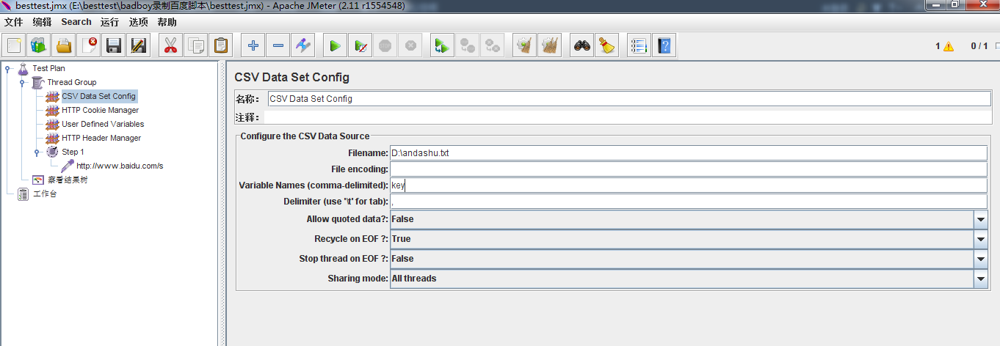 besttest.jmx (E:\besttest\badboy录制百度脚本\besttest.jmx) - Apache JMeter (2.11 r1554548)
文件 编辑 Search 运行 选项 帮助
1 0 / 1
Test Plan
Thread Group
CSV Data Set Config
HTTP Cookie Manager
User Defined Variables
HTTP Header Manager
Step 1
http://www.baidu.com/s
察看结果树
工作台
CSV Data Set Config
名称: CSV Data Set Config
注释:
Configure the CSV Data Source
Filename: D:\andashu.txt
File encoding:
Variable Names (comma-delimited): key
Delimiter (use '\t' for tab): ,
Allow quoted data?: False
Recycle on EOF ?: True
Stop thread on EOF ?: False
Sharing mode: All threads